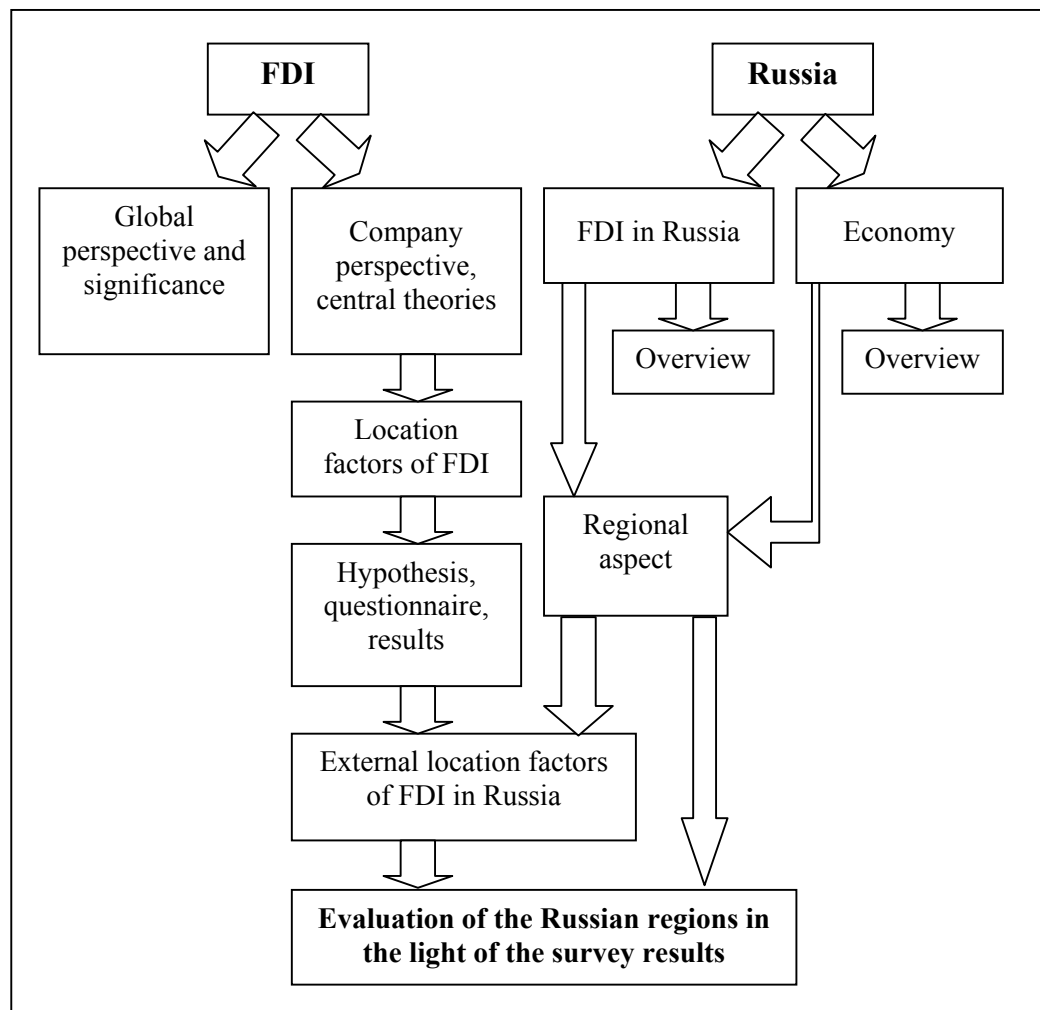 FDI
Russia
Global
perspective and
significance
Company
perspective,
central theories
FDI in Russia
Economy
Overview
Overview
Location
factors of FDI
Regional
aspect
Hypothesis,
questionnaire,
results
External location factors
of FDI in Russia
Evaluation of the Russian regions in
the light of the survey results